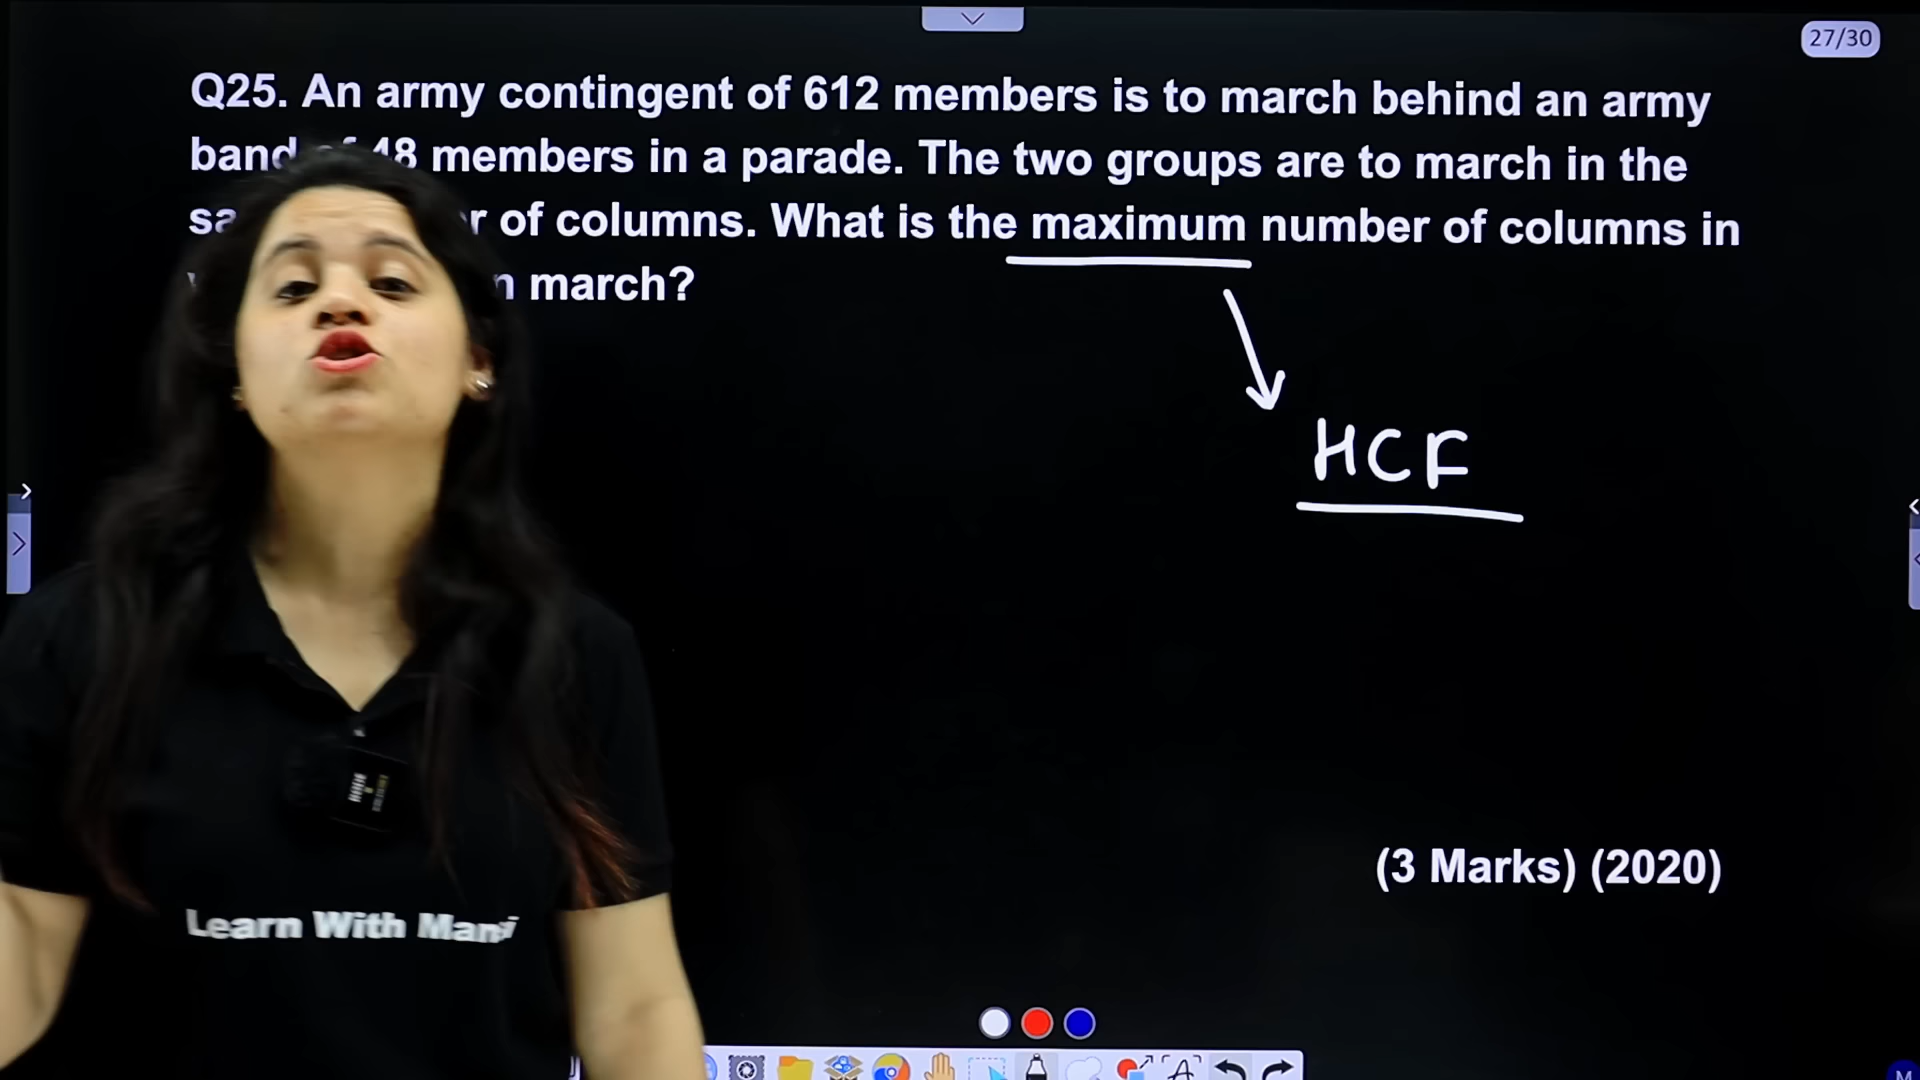 27/30
Q25. An army contingent of 612 members is to march behind an army
band of 48 members in a parade. The two groups are to march in the
of columns. What is the maximum number of columns in
march?
HCF
(3 Marks) (2020)
Learn With Mansi
M